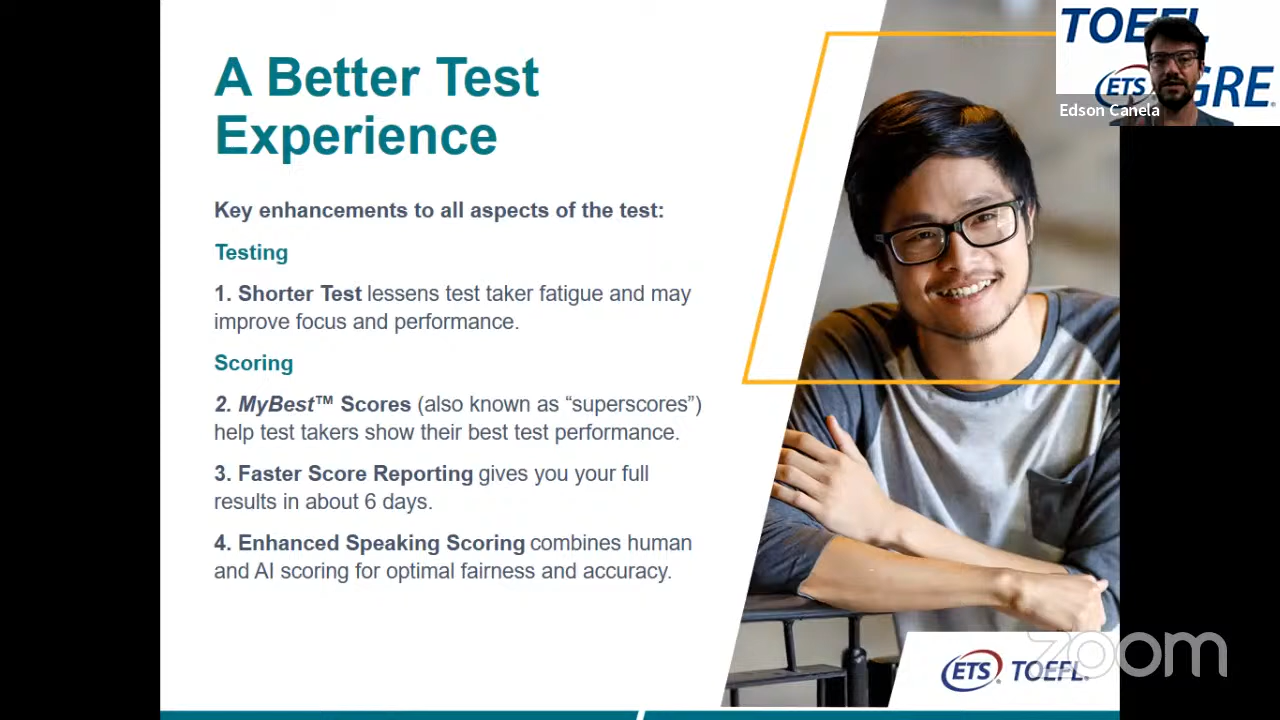 A Better Test
Experience
Key enhancements to all aspects of the test:
Testing
1. Shorter Test lessens test taker fatigue and may
improve focus and performance.
Scoring
2. MyBest™ Scores (also known as “superscores”)
help test takers show their best test performance.
3. Faster Score Reporting gives you your full
results in about 6 days.
4. Enhanced Speaking Scoring combines human
and AI scoring for optimal fairness and accuracy.
TOEFL
ETS GRE®
Edson Canela
zoom
ETS® TOEFL®